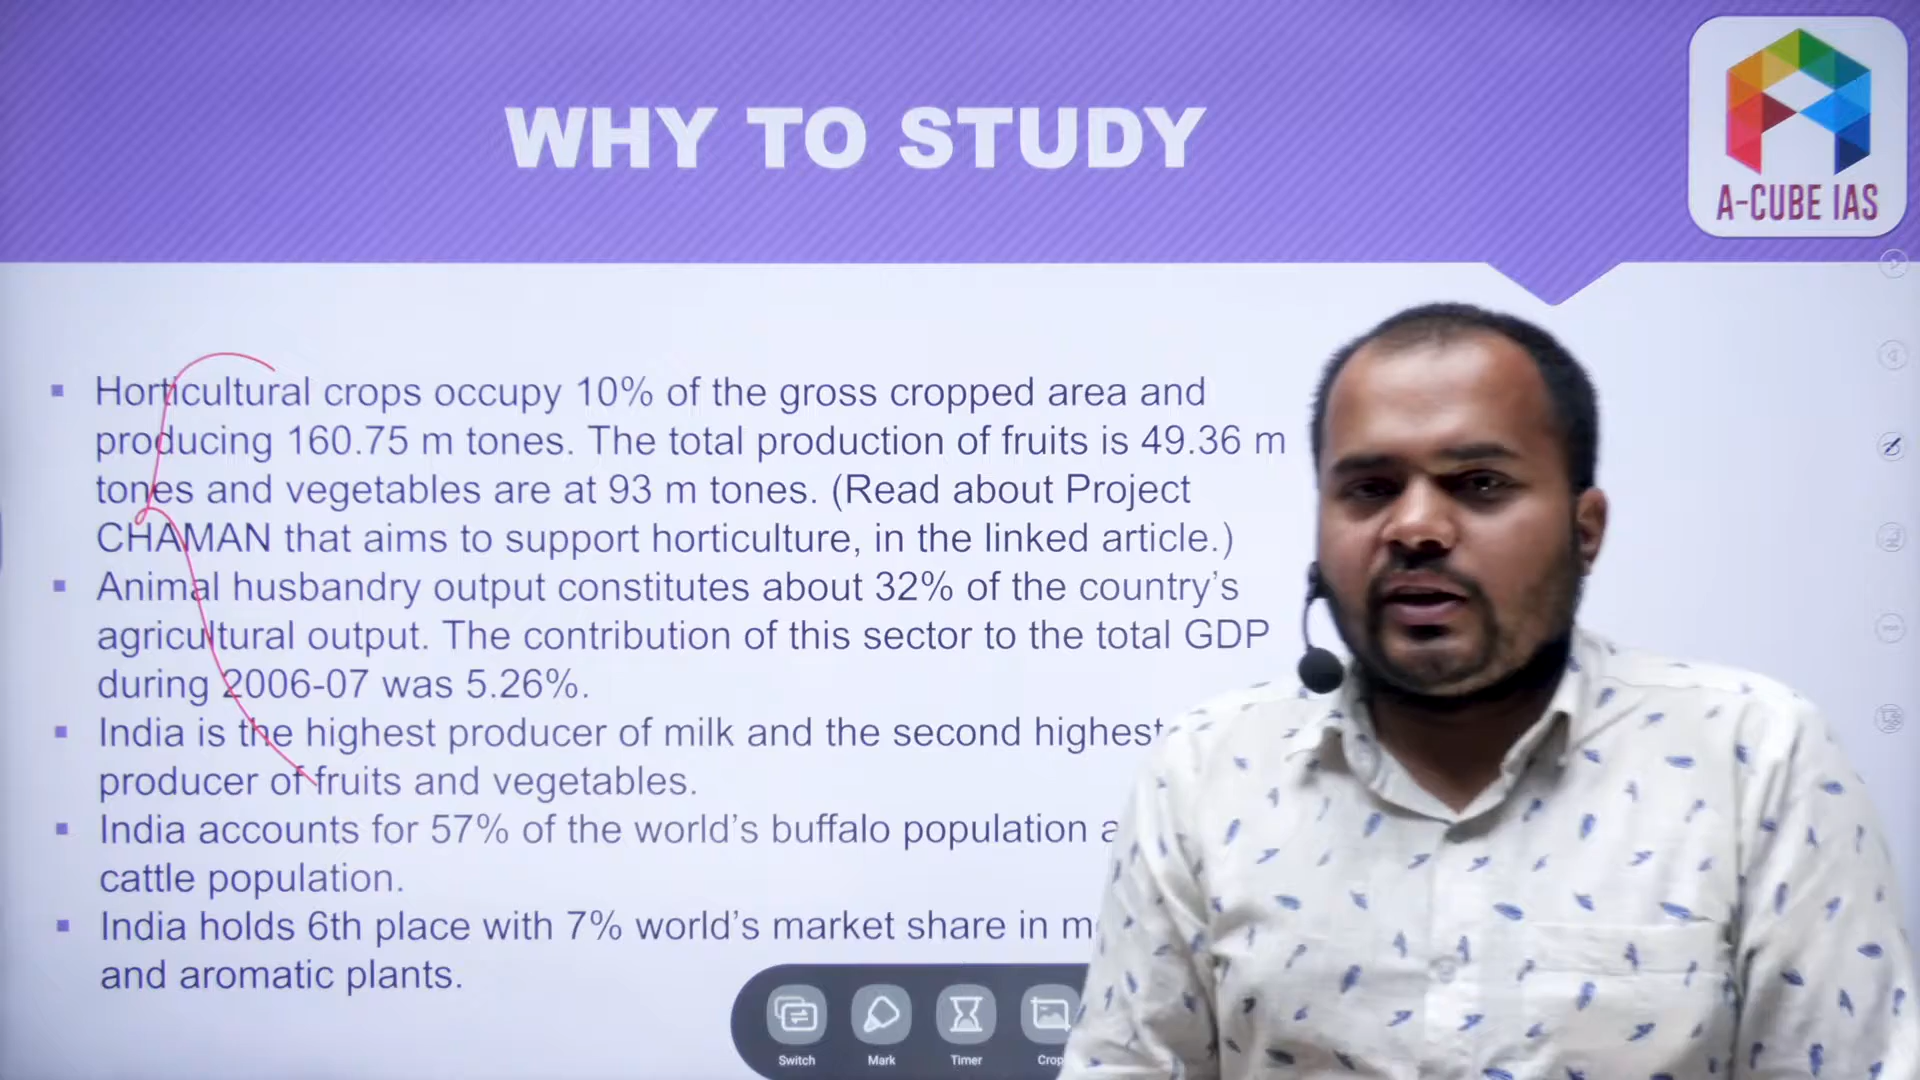 WHY TO STUDY
A-CUBE IAS
▪ Horticultural crops occupy 10% of the gross cropped area and
producing 160.75 m tones. The total production of fruits is 49.36 m
tones and vegetables are at 93 m tones. (Read about Project
CHAMAN that aims to support horticulture, in the linked article.)
▪ Animal husbandry output constitutes about 32% of the country’s
agricultural output. The contribution of this sector to the total GDP
during 2006-07 was 5.26%.
▪ India is the highest producer of milk and the second highest
producer of fruits and vegetables.
▪ India accounts for 57% of the world’s buffalo population
cattle population.
▪ India holds 6th place with 7% world’s market share in
and aromatic plants.
Switch Mark Timer Crop